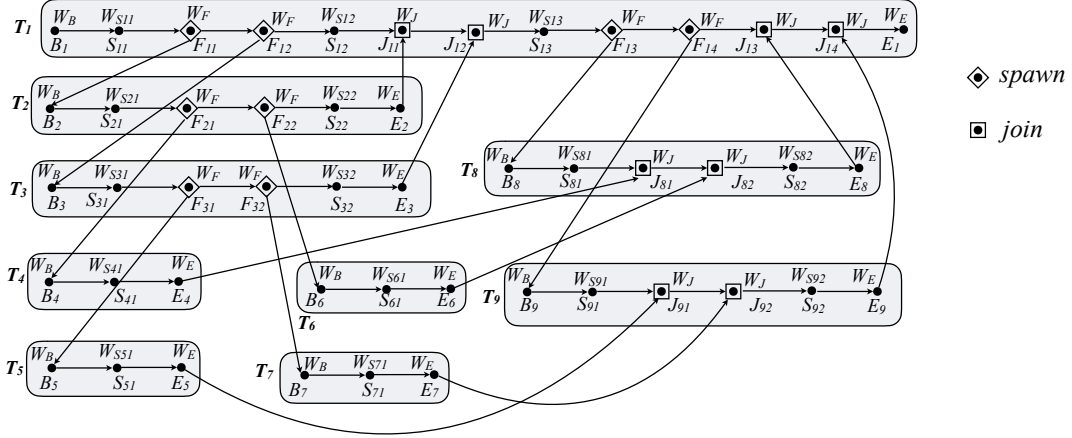 T1 WB WS11 WF WF WS12 WJ WJ WS13 WF WF WJ WJ WE
B1 S11 F11 F12 S12 J11 J12 S13 F13 F14 J13 J14 E1
spawn
join
T2 WB WS21 WF WF WS22 WE
B2 S21 F21 F22 S22 E2
T3 WB WS31 WF WF WS32 WE
B3 S31 F31 F32 S32 E3
T8 WB WS81 WJ WJ WS82 WE
B8 S81 J81 J82 S82 E8
T4 WB WS41 WE
B4 S41 E4
WB WS61 WE
B6 S61 E6
T6
T9 WB WS91 WJ WJ WS92 WE
B9 S91 J91 J92 S92 E9
T5 WB WS51 WE
B5 S51 E5
T7 WB WS71 WE
B7 S71 E7